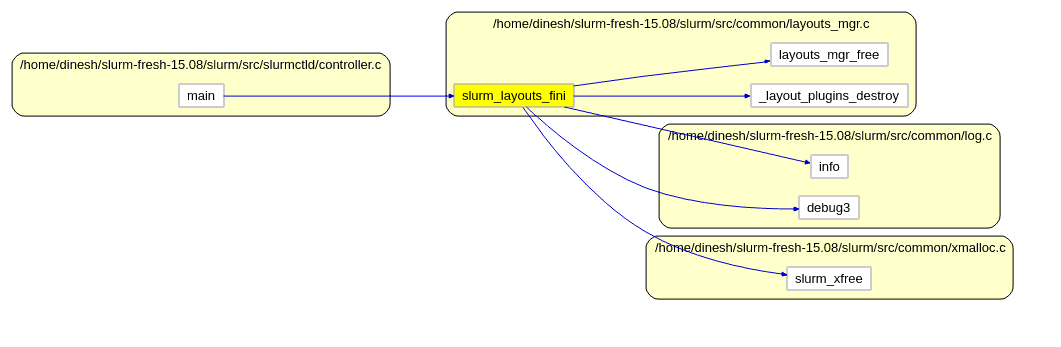 /home/dinesh/slurm-fresh-15.08/slurm/src/slurmctld/controller.c
main
/home/dinesh/slurm-fresh-15.08/slurm/src/common/layouts_mgr.c
slurm_layouts_fini
layouts_mgr_free
_layout_plugins_destroy
/home/dinesh/slurm-fresh-15.08/slurm/src/common/log.c
info
debug3
/home/dinesh/slurm-fresh-15.08/slurm/src/common/xmalloc.c
slurm_xfree